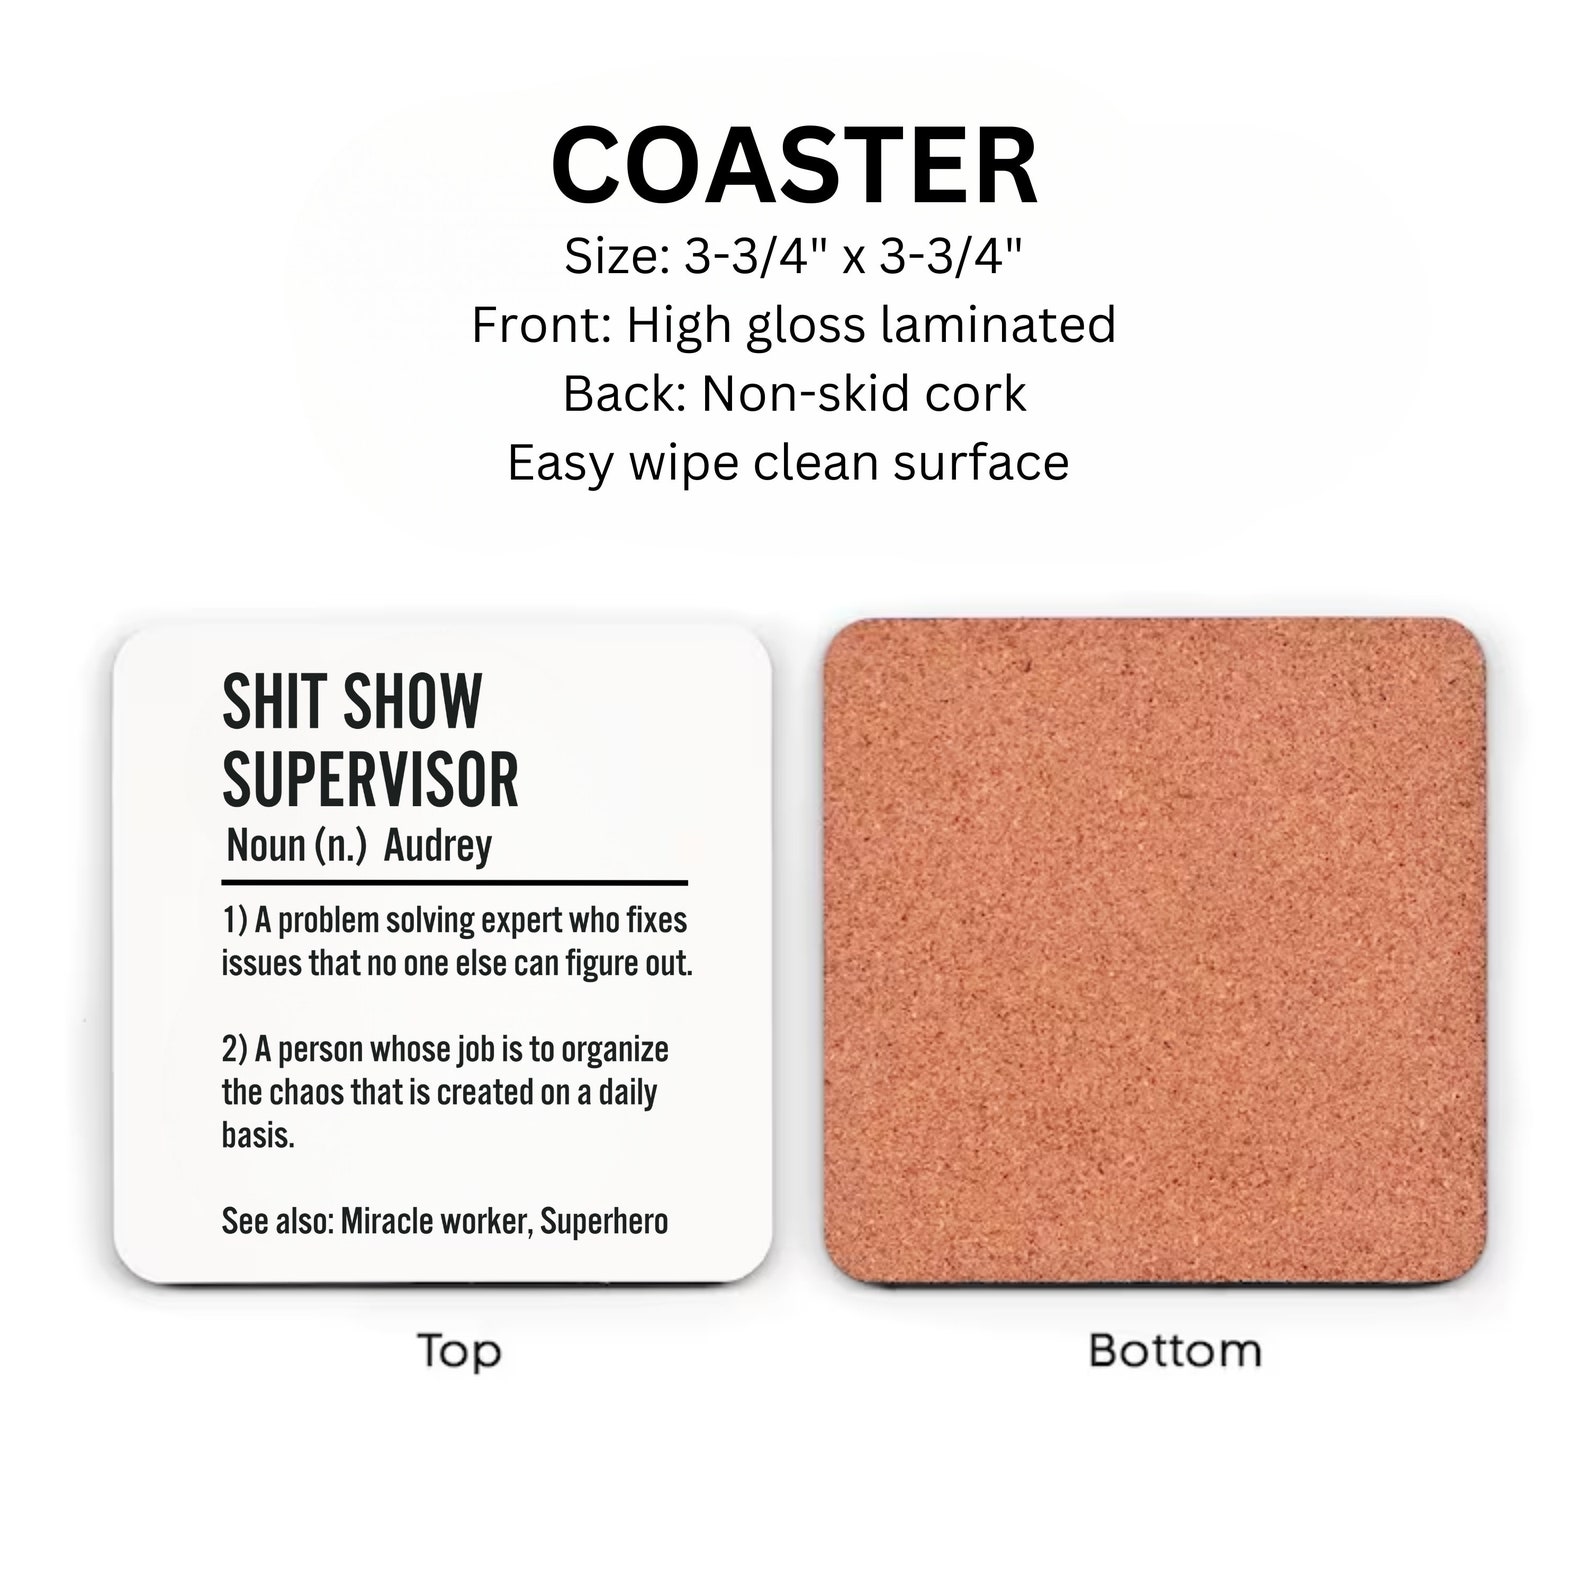 COASTER
Size: 3-3/4" x 3-3/4"
Front: High gloss laminated
Back: Non-skid cork
Easy wipe clean surface
SHIT SHOW
SUPERVISOR
Noun (n.) Audrey
1) A problem solving expert who fixes
issues that no one else can figure out.
2) A person whose job is to organize
the chaos that is created on a daily
basis.
See also: Miracle worker, Superhero
Top
Bottom